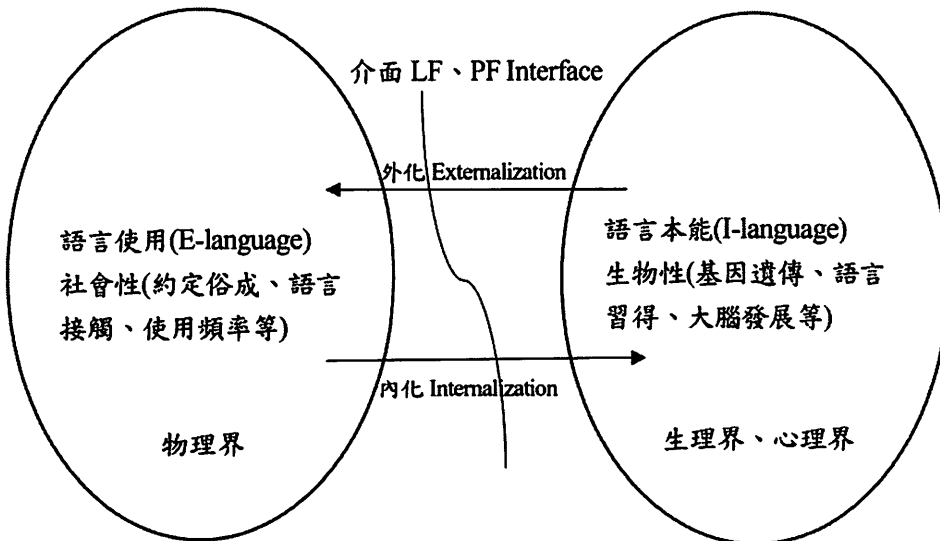 介面 LF、PF Interface
外化 Externalization
語言使用(E-language)
社會性(約定俗成、語言
接觸、使用頻率等)
語言本能(I-language)
生物性(基因遺傳、語言
習得、大腦發展等)
內化 Internalization
物理界
生理界、心理界